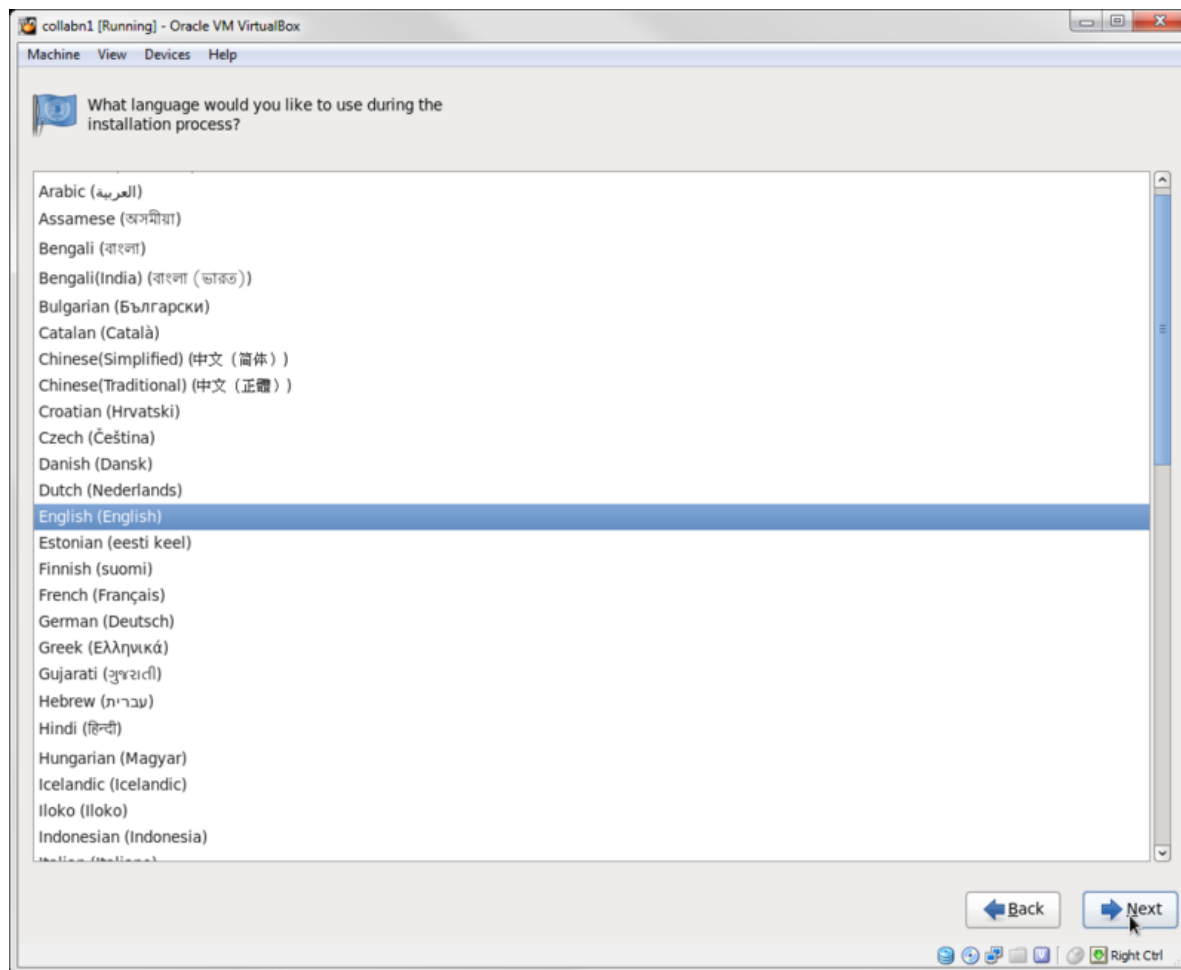 collabn1 [Running] - Oracle VM VirtualBox
Machine View Devices Help
What language would you like to use during the
installation process?
Arabic (العربية)
Assamese (অসমীয়া)
Bengali (বাংলা)
Bengali(India) (বাংলা (ভারত))
Bulgarian (Български)
Catalan (Català)
Chinese(Simplified) (中文（简体）)
Chinese(Traditional) (中文（正體）)
Croatian (Hrvatski)
Czech (Čeština)
Danish (Dansk)
Dutch (Nederlands)
English (English)
Estonian (eesti keel)
Finnish (suomi)
French (Français)
German (Deutsch)
Greek (Ελληνικά)
Gujarati (ગુજરાતી)
Hebrew (עברית)
Hindi (हिन्दी)
Hungarian (Magyar)
Icelandic (Icelandic)
Iloko (Iloko)
Indonesian (Indonesia)
Italian (Italiano)
Back
Next
Right Ctrl